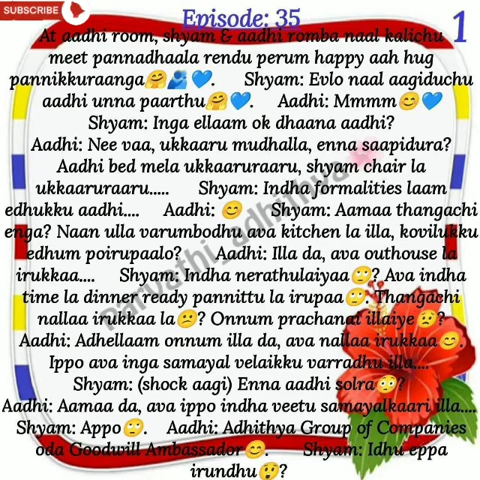 SUBSCRIBE
Episode: 35
1
At aadhi room, shyam & aadhi romba naal kalichu
meet pannadhaala rendu perum happy aah hug
pannikkuraanga🤗🫂💙. Shyam: Evlo naal aagiduchu
aadhi unna paarthu🤗💙. Aadhi: Mmmm😊💙
Shyam: Inga ellaam ok dhaana aadhi?
Aadhi: Nee vaa, ukkaaru mudhalla, enna saapidura?
Aadhi bed mela ukkaaruraaru, shyam chair la
ukkaaruraaru..... Shyam: Indha formalities laam
edhukku aadhi.... Aadhi: 😊 Shyam: Aamaa thangachi
enga? Naan ulla varumbodhu ava kitchen la illa, kovilukku
edhum poirupaalo? Aadhi: Illa da, ava outhouse la
irukkaa.... Shyam: Indha nerathulaiyaa🙄? Ava indha
time la dinner ready pannittu la irupaa🙄. Thangachi
nallaa irukkaa la😕? Onnum prachanai illaiye😟?
Aadhi: Adhellaam onnum illa da, ava nallaa irukkaa😊.
Ippo ava inga samayal velaikku varradhu illa....
Shyam: (shock aagi) Enna aadhi solra😳?
Aadhi: Aamaa da, ava ippo indha veetu samayalkaari illa....
Shyam: Appo🙄. Aadhi: Adhithya Group of Companies
oda Goodwill Ambassador😊. Shyam: Idhu eppa
irundhu😲?
Parvathi_adhithya🌸